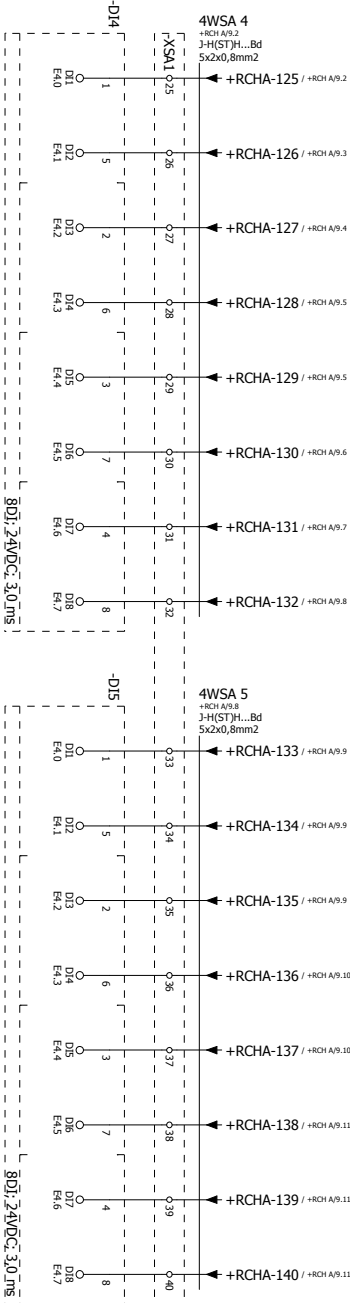 -DI4
-XSA1
4WSA 4
+RCH A/9.2
J-H(ST)H...Bd
5x2x0,8mm2
E4.0 DI1 1 25 +RCHA-125 / +RCH A/9.2
E4.1 DI2 5 26 +RCHA-126 / +RCH A/9.3
E4.2 DI3 2 27 +RCHA-127 / +RCH A/9.4
E4.3 DI4 6 28 +RCHA-128 / +RCH A/9.5
E4.4 DI5 3 29 +RCHA-129 / +RCH A/9.5
E4.5 DI6 7 30 +RCHA-130 / +RCH A/9.6
E4.6 DI7 4 31 +RCHA-131 / +RCH A/9.7
E4.7 DI8 8 32 +RCHA-132 / +RCH A/9.8
8DI; 24VDC; 3,0 ms
-DI5
4WSA 5
+RCH A/9.8
J-H(ST)H...Bd
5x2x0,8mm2
E4.0 DI1 1 33 +RCHA-133 / +RCH A/9.9
E4.1 DI2 5 34 +RCHA-134 / +RCH A/9.9
E4.2 DI3 2 35 +RCHA-135 / +RCH A/9.9
E4.3 DI4 6 36 +RCHA-136 / +RCH A/9.10
E4.4 DI5 3 37 +RCHA-137 / +RCH A/9.10
E4.5 DI6 7 38 +RCHA-138 / +RCH A/9.11
E4.6 DI7 4 39 +RCHA-139 / +RCH A/9.11
E4.7 DI8 8 40 +RCHA-140 / +RCH A/9.11
8DI; 24VDC; 3,0 ms